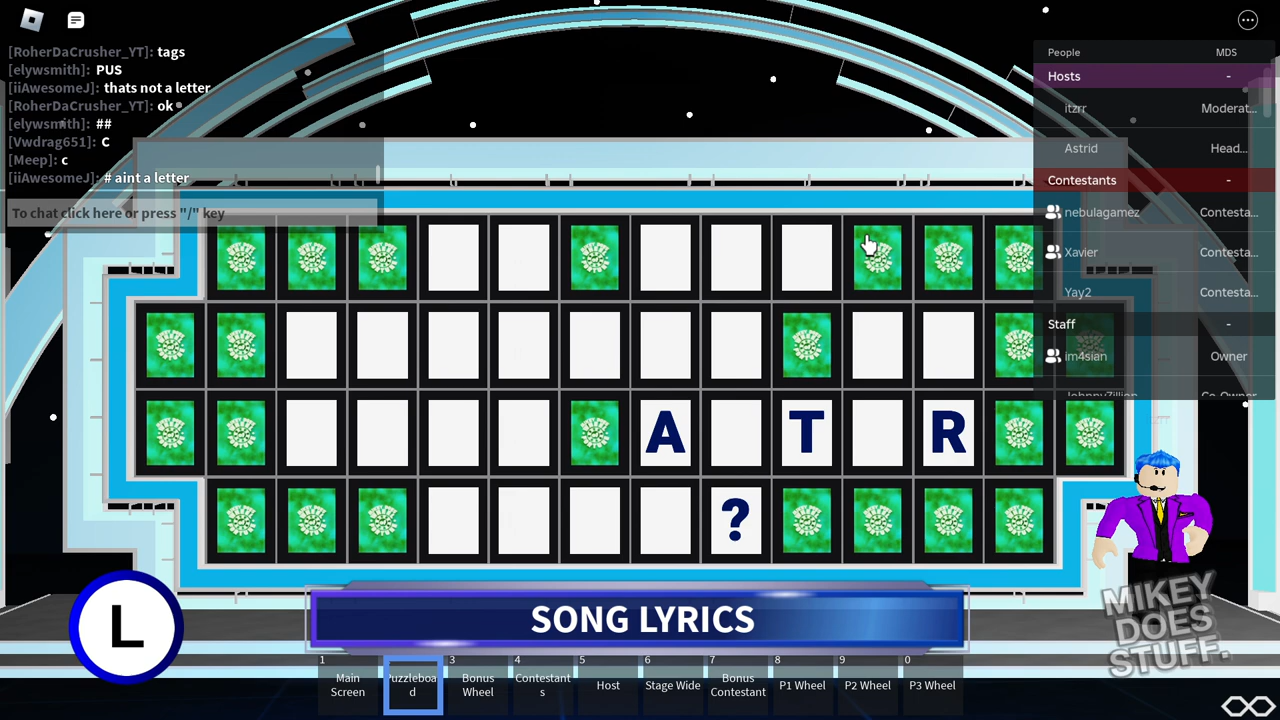 [RoherDaCrusher_YT]: tags
[elywsmith]: PUS
[iiAwesomeJ]: thats not a letter
[RoherDaCrusher_YT]: ok
[elywsmith]: ##
[Vwdrag651]: C
[Meep]: c
[iiAwesomeJ]: # aint a letter
To chat click here or press "/" key
People MDS
Hosts -
itzrr Moderat...
Astrid Head...
Contestants -
nebulagamez Contesta...
Xavier Contesta...
Yay2 Contesta...
Staff -
im4sian Owner
A T R
?
L
SONG LYRICS
MIKEY
DOES
STUFF.
1 3 4 5 6 7 8 9 0
Main Screen
Puzzleboa
d
Bonus Wheel
Contestant
s
Host
Stage Wide
Bonus Contestant
P1 Wheel
P2 Wheel
P3 Wheel